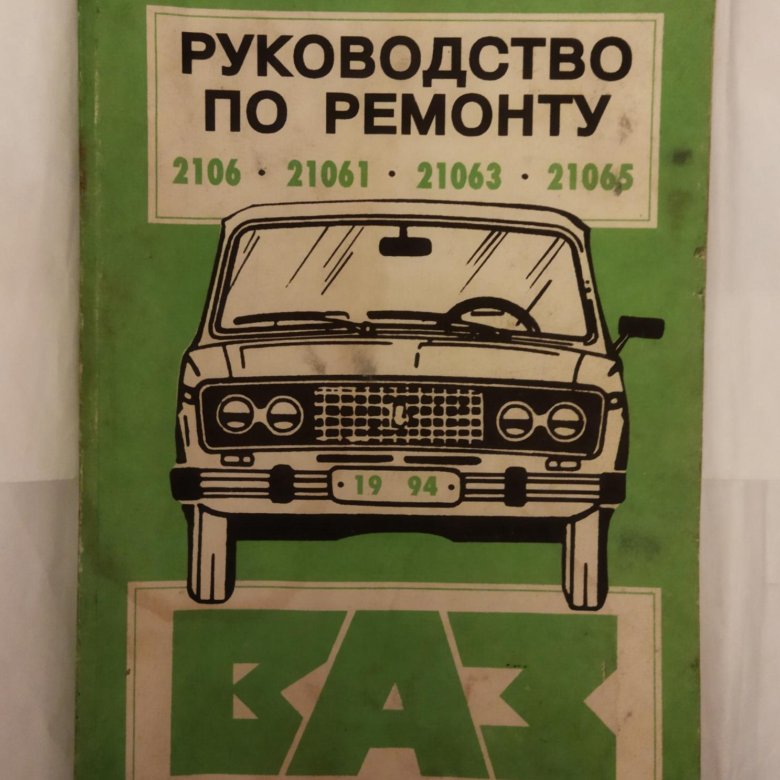 РУКОВОДСТВО
ПО РЕМОНТУ
2106 · 21061 · 21063 · 21065
· 19 94 ·
ВАЗ